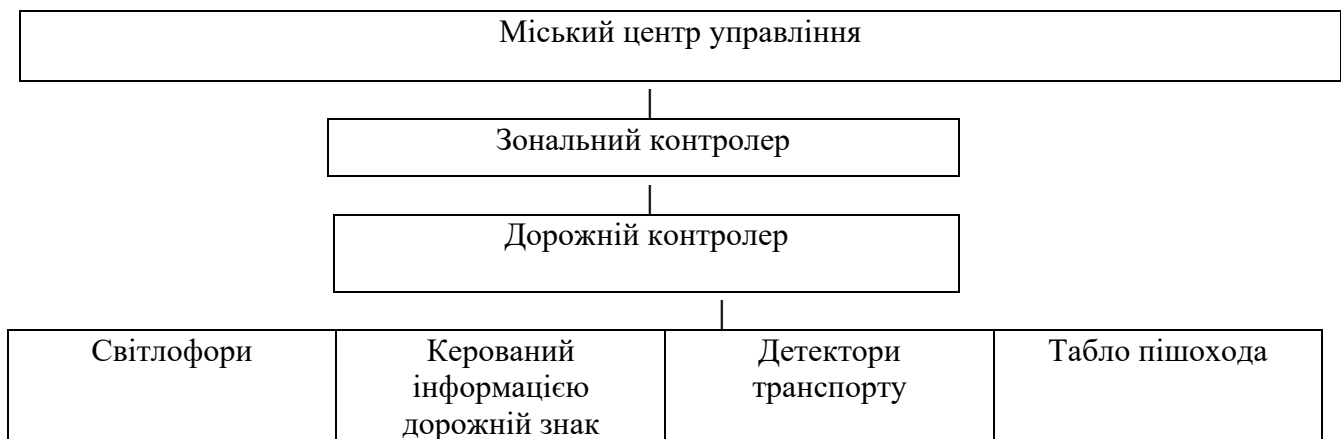 Міський центр управління
Зональний контролер
Дорожній контролер
Світлофори
Керований
інформацією
дорожній знак
Детектори
транспорту
Табло пішохода